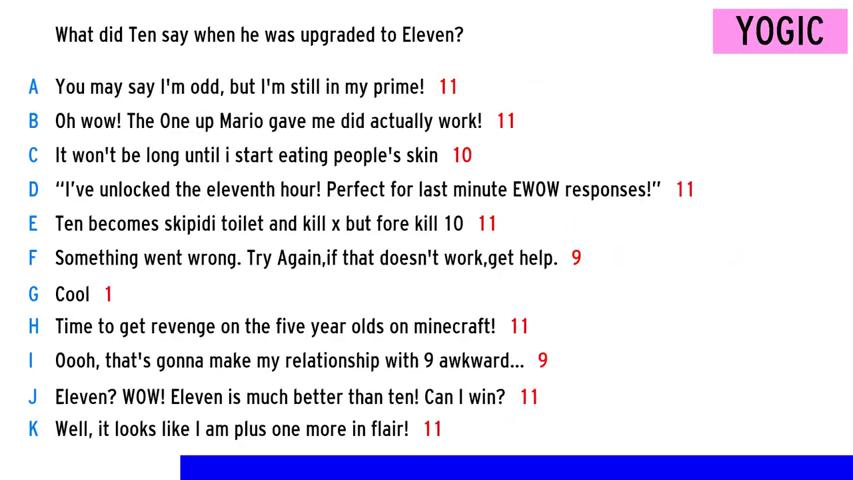 What did Ten say when he was upgraded to Eleven?
YOGIC
A You may say I'm odd, but I'm still in my prime! 11
B Oh wow! The One up Mario gave me did actually work! 11
C It won't be long until i start eating people's skin 10
D “I’ve unlocked the eleventh hour! Perfect for last minute EWOW responses!” 11
E Ten becomes skipidi toilet and kill x but fore kill 10 11
F Something went wrong. Try Again,if that doesn't work,get help. 9
G Cool 1
H Time to get revenge on the five year olds on minecraft! 11
I Oooh, that's gonna make my relationship with 9 awkward... 9
J Eleven? WOW! Eleven is much better than ten! Can I win? 11
K Well, it looks like I am plus one more in flair! 11